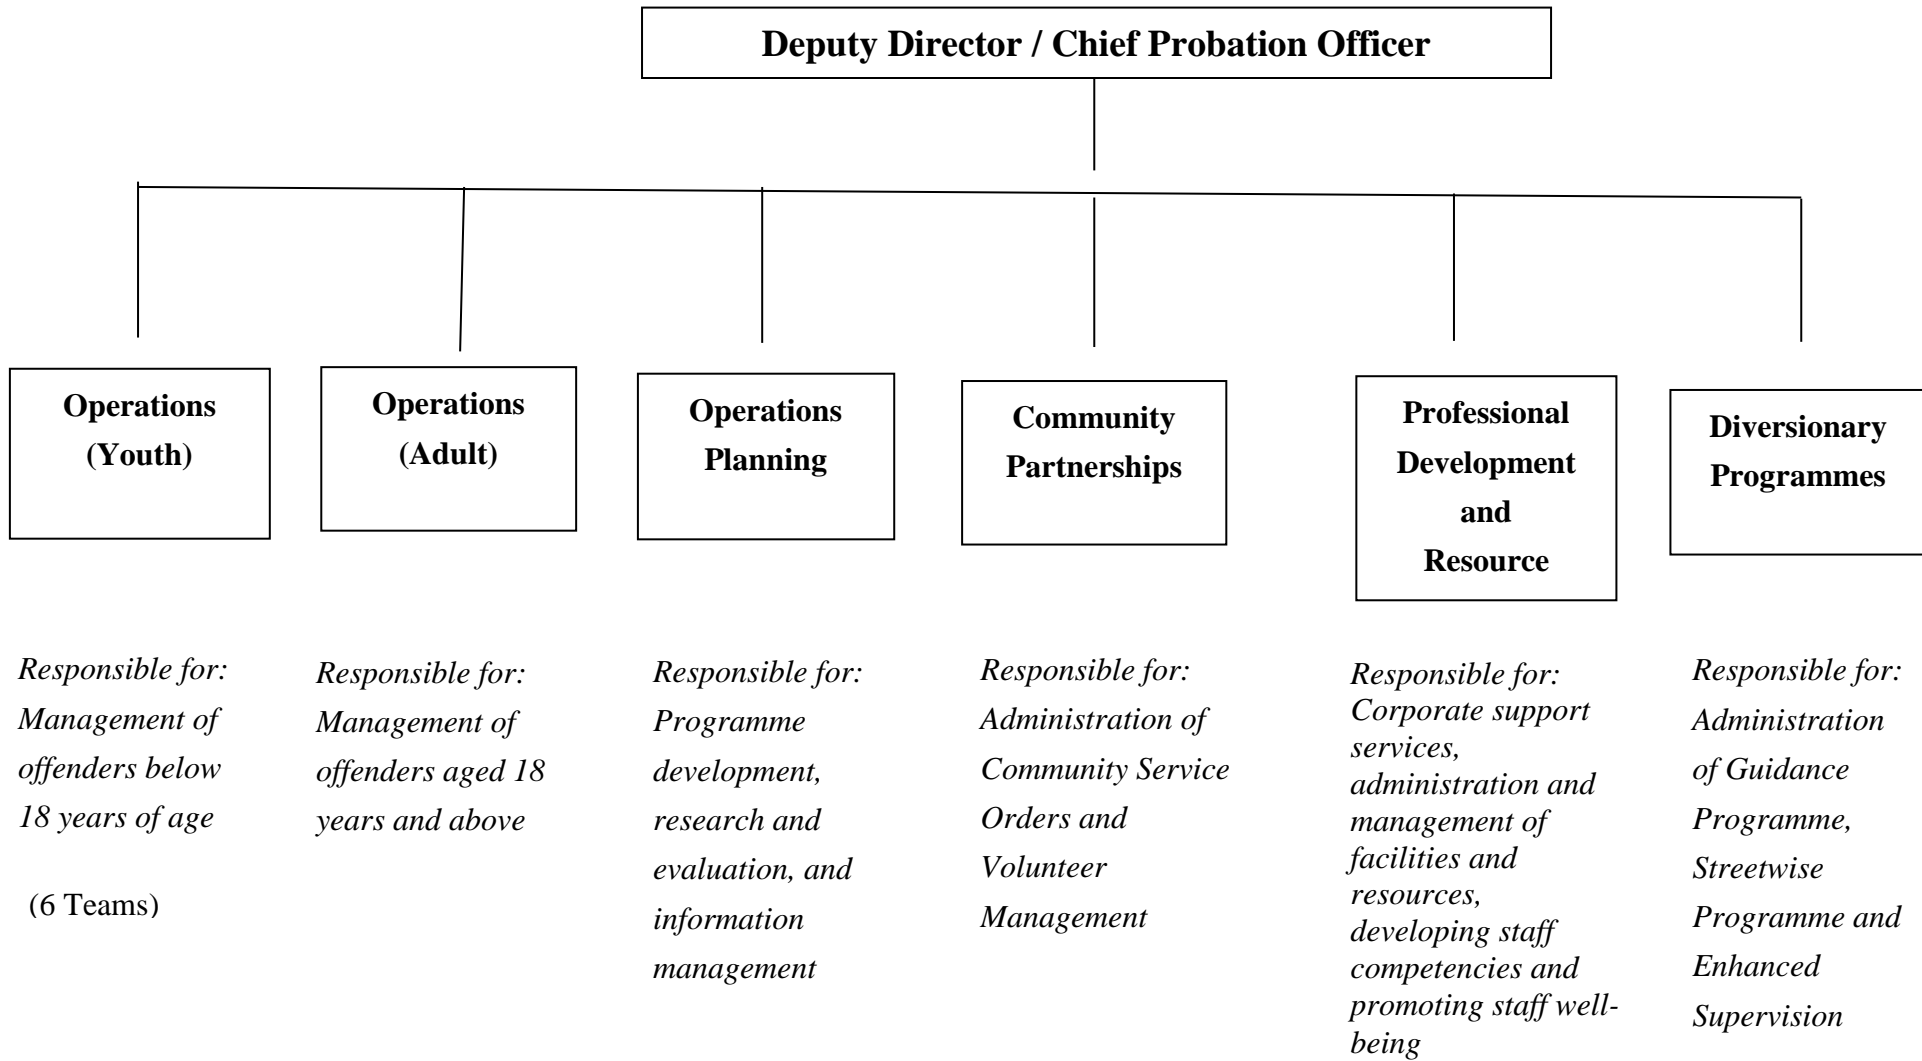 Deputy Director / Chief Probation Officer
Operations
(Youth)
Operations
(Adult)
Operations
Planning
Community
Partnerships
Professional
Development
and
Resource
Diversionary
Programmes
Responsible for:
Management of
offenders below
18 years of age
(6 Teams)
Responsible for:
Management of
offenders aged 18
years and above
Responsible for:
Programme
development,
research and
evaluation, and
information
management
Responsible for:
Administration of
Community Service
Orders and
Volunteer
Management
Responsible for:
Corporate support
services,
administration and
management of
facilities and
resources,
developing staff
competencies and
promoting staff well-
being
Responsible for:
Administration
of Guidance
Programme,
Streetwise
Programme and
Enhanced
Supervision